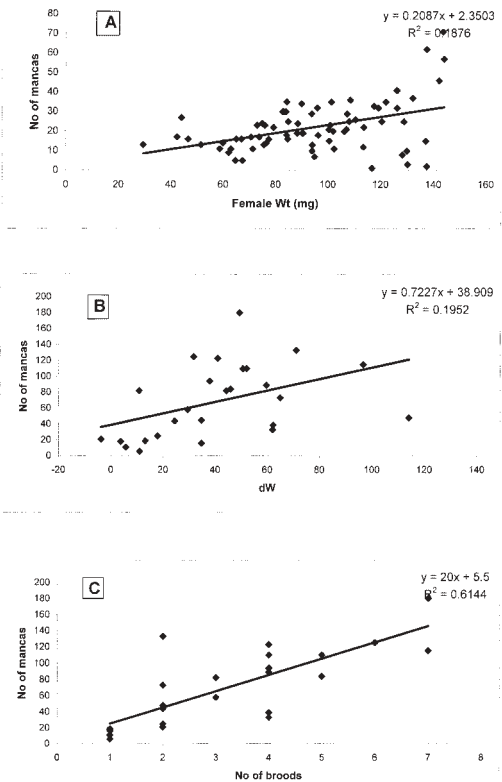 A
y = 0.2087x + 2.3503
R² = 0.1876
No of mancas
80
70
60
50
40
30
20
10
0
0 20 40 60 80 100 120 140 160
Female Wt (mg)
B
y = 0.7227x + 38.909
R² = 0.1952
No of mancas
200
180
160
140
120
100
80
60
40
20
0
-20 0 20 40 60 80 100 120 140
dW
C
y = 20x + 5.5
R² = 0.6144
No of mancas
200
180
160
140
120
100
80
60
40
20
0
0 1 2 3 4 5 6 7 8
No of broods